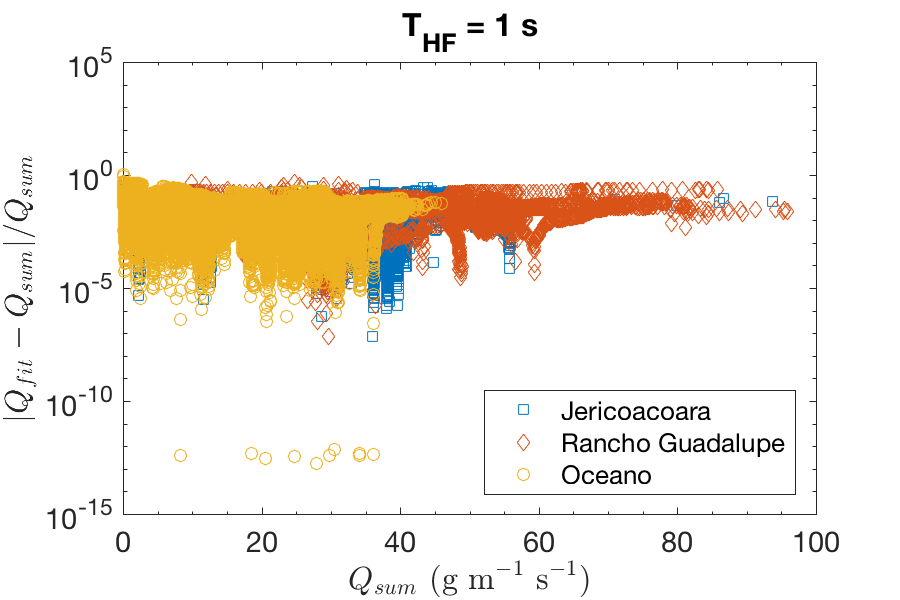 T_HF = 1 s
|Q_fit − Q_sum|/Q_sum
10^5
10^0
10^-5
10^-10
10^-15
0 20 40 60 80 100
Q_sum (g m^−1 s^−1)
Jericoacoara
Rancho Guadalupe
Oceano